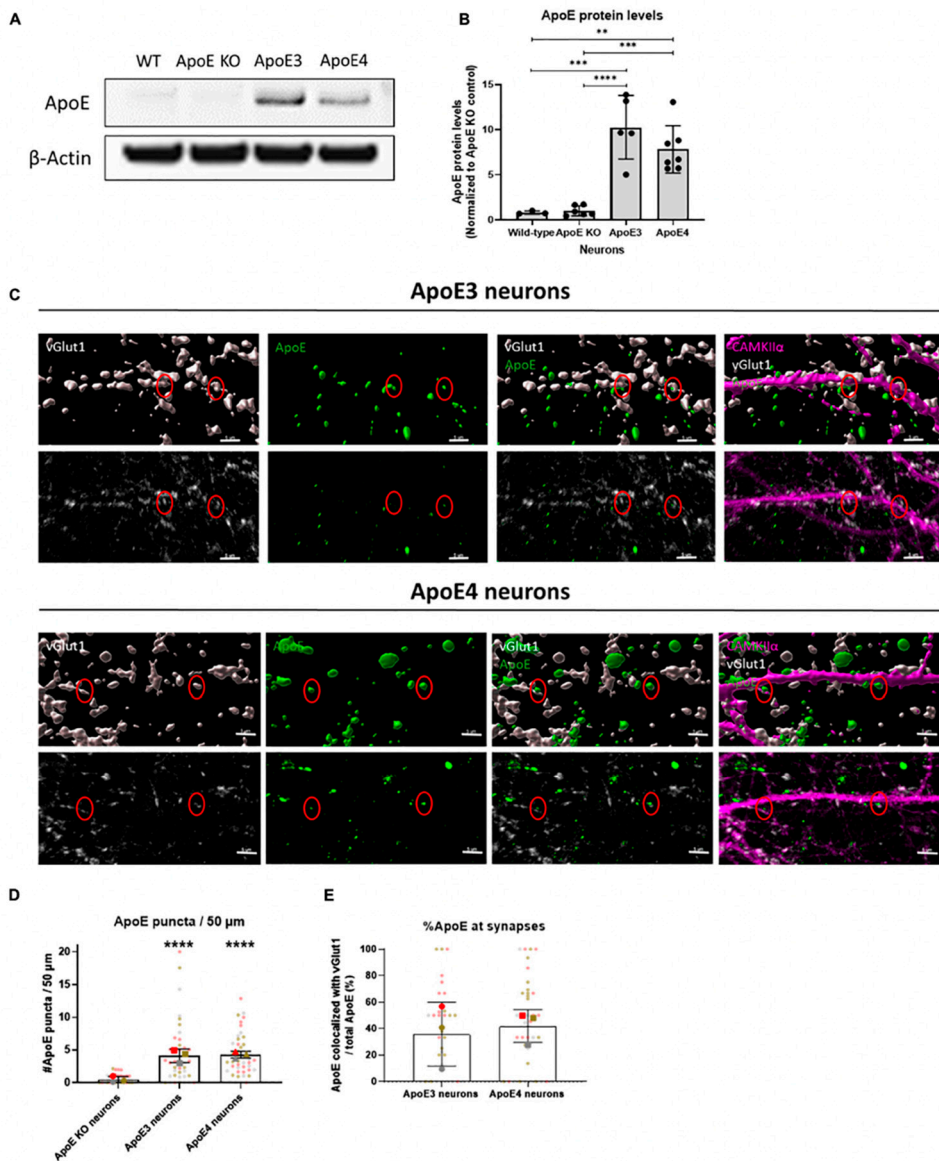 A
WT ApoE KO ApoE3 ApoE4
ApoE
β-Actin
B
ApoE protein levels
**
***
***
****
ApoE protein levels
(Normalized to ApoE KO control)
15
10
5
0
Wild-type ApoE KO ApoE3 ApoE4
Neurons
C
ApoE3 neurons
vGlut1
ApoE
vGlut1
ApoE
CAMKIIα
vGlut1
ApoE4 neurons
vGlut1
ApoE
vGlut1
ApoE
CAMKIIα
vGlut1
D
ApoE puncta / 50 µm
**** ****
#ApoE puncta / 50 µm
20
15
10
5
0
ApoE KO neurons
ApoE3 neurons
ApoE4 neurons
E
%ApoE at synapses
ApoE colocalized with vGlut1
/ total ApoE (%)
100
80
60
40
20
0
ApoE3 neurons ApoE4 neurons